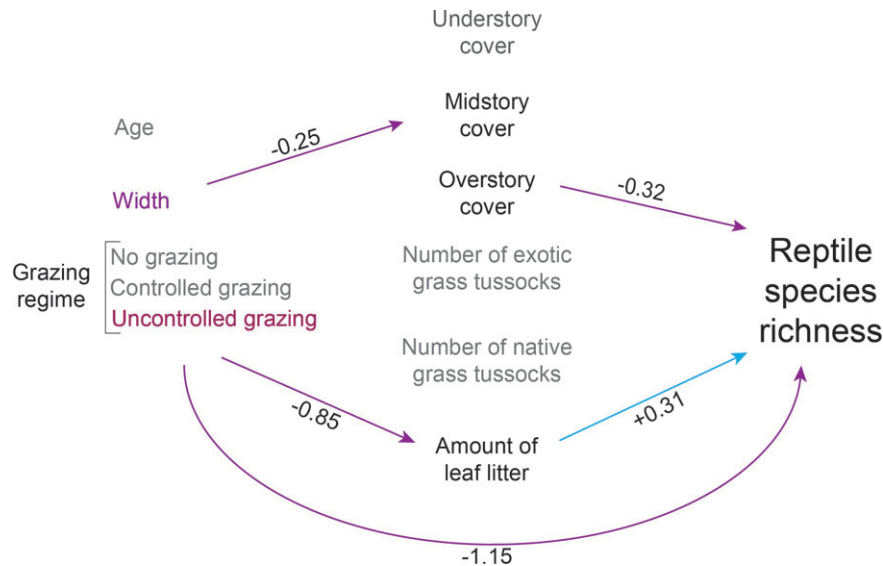 Understory
cover
Midstory
cover
Age
-0.25
Overstory
cover
-0.32
Width
Number of exotic
grass tussocks
Reptile
species
richness
Grazing
regime
No grazing
Controlled grazing
Uncontrolled grazing
Number of native
grass tussocks
-0.85
+0.31
Amount of
leaf litter
-1.15